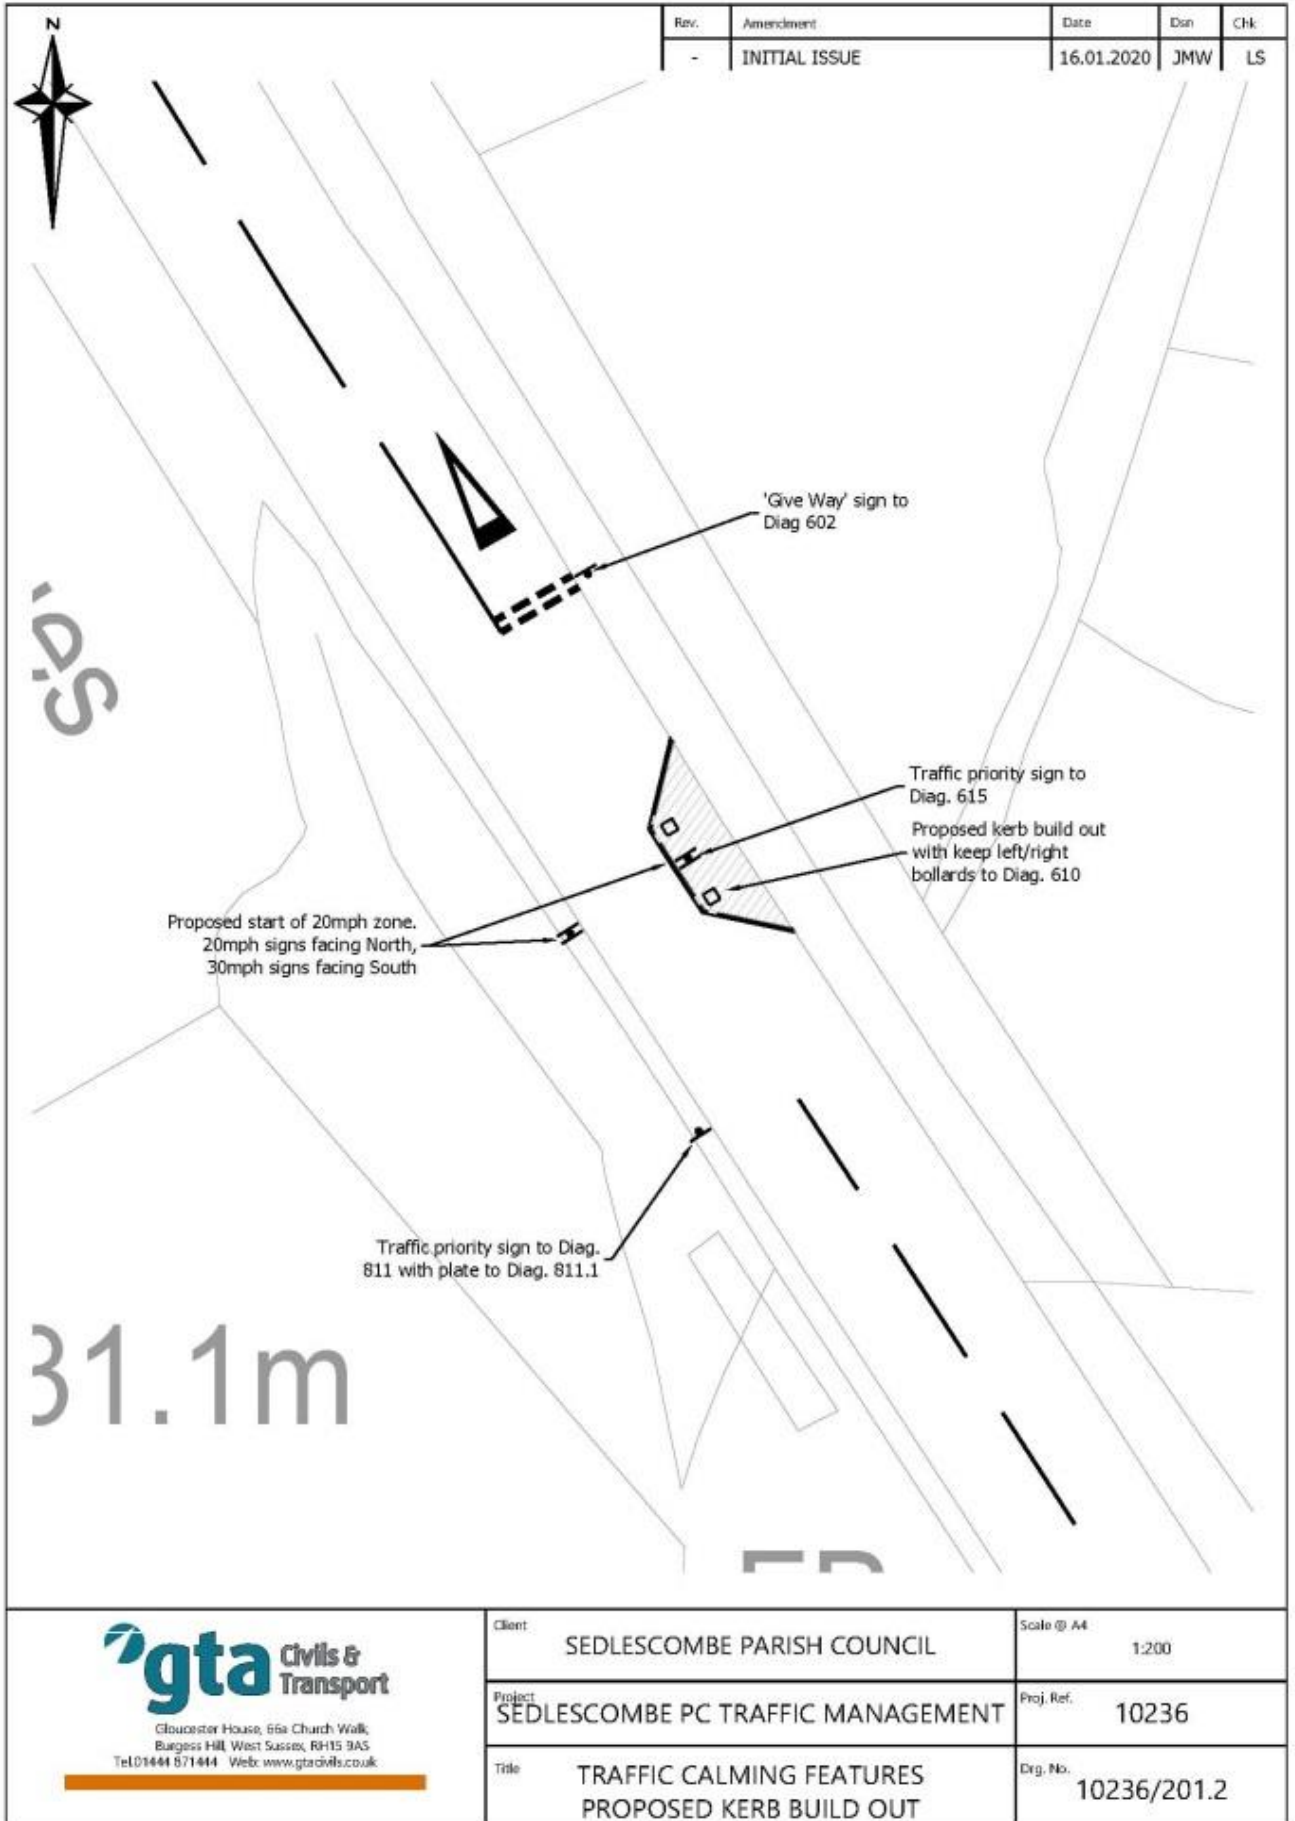 N
Rev. Amendment Date Dsn Chk
- INITIAL ISSUE 16.01.2020 JMW LS
'Give Way' sign to
Diag 602
Traffic priority sign to
Diag. 615
Proposed kerb build out
with keep left/right
bollards to Diag. 610
Proposed start of 20mph zone.
20mph signs facing North,
30mph signs facing South
Traffic priority sign to Diag.
811 with plate to Diag. 811.1
31.1m
gta Civils &
Transport
Gloucester House, 66a Church Walk,
Burgess Hill, West Sussex, RH15 9AS
Tel.01444 871444 Web: www.gtacivils.co.uk
Client
SEDLESCOMBE PARISH COUNCIL
Scale @ A4
1:200
Project
SEDLESCOMBE PC TRAFFIC MANAGEMENT
Proj. Ref.
10236
Title
TRAFFIC CALMING FEATURES
PROPOSED KERB BUILD OUT
Drg. No.
10236/201.2